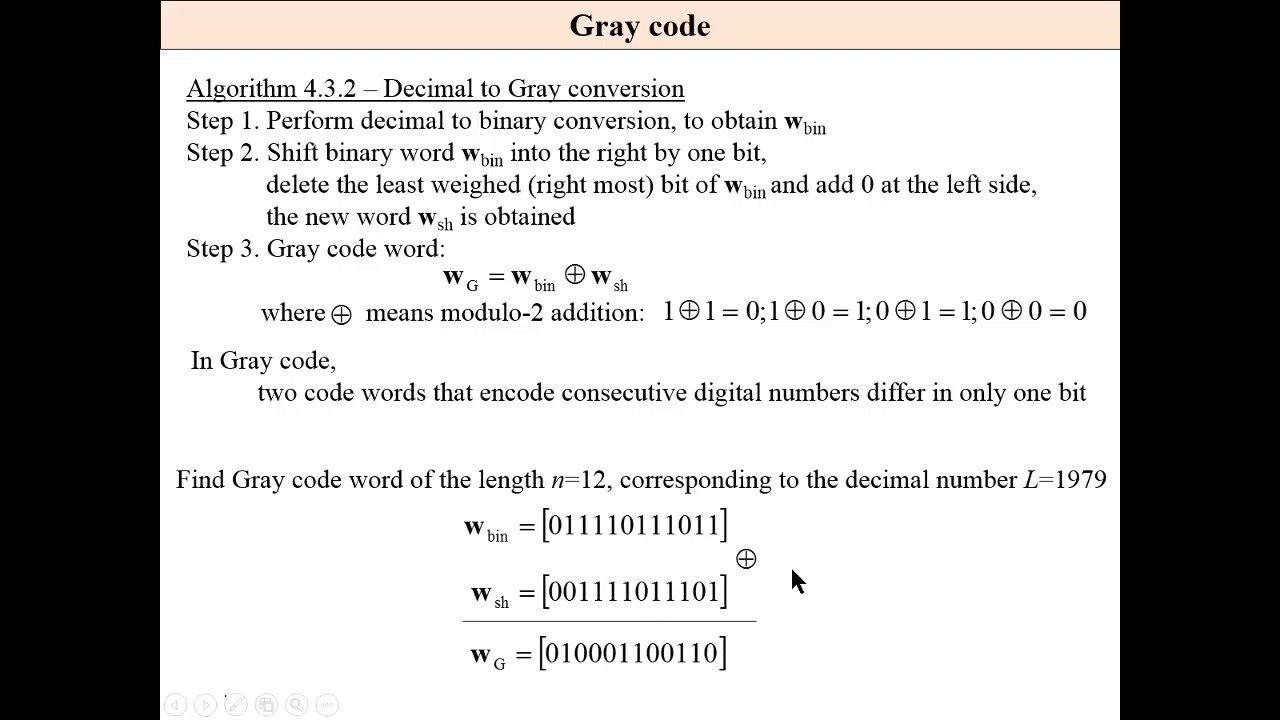 Gray code
Algorithm 4.3.2 – Decimal to Gray conversion
Step 1. Perform decimal to binary conversion, to obtain w_bin
Step 2. Shift binary word w_bin into the right by one bit,
delete the least weighed (right most) bit of w_bin and add 0 at the left side,
the new word w_sh is obtained
Step 3. Gray code word:
w_G = w_bin ⊕ w_sh
where ⊕ means modulo-2 addition: 1⊕1 = 0;1⊕0 = 1;0⊕1 = 1;0⊕0 = 0
In Gray code,
two code words that encode consecutive digital numbers differ in only one bit
Find Gray code word of the length n=12, corresponding to the decimal number L=1979
w_bin = [011110111011]
⊕
w_sh = [001111011101]
w_G = [010001100110]